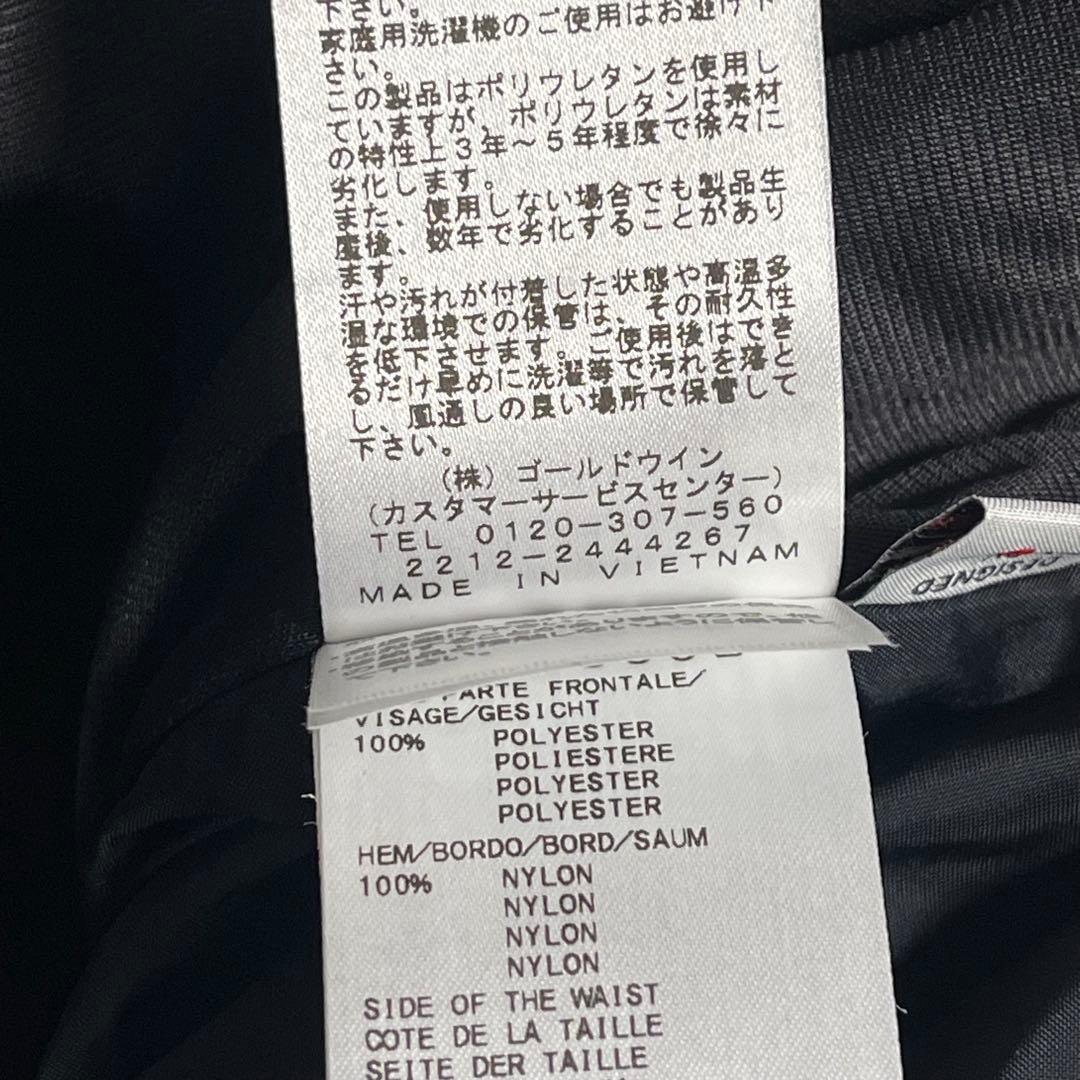 下さい。
家庭用洗濯機のご使用はお避け下
さい。
この製品はポリウレタンを使用し
ていますが、ポリウレタンは素材
の特性上３年〜５年程度で徐々に
劣化します。
また、使用しない場合でも製品生
産後、数年で劣化することがあり
ます。
汗や汚れが付着した状態や高温多
湿な環境での保管は、その耐久性
を低下させます。ご使用後はでき
るだけ早めに洗濯等で汚れを落と
し、風通しの良い場所で保管して
下さい。
(株) ゴールドウイン
(カスタマーサービスセンター)
TEL 0120-307-560
2212-2444267
MADE IN VIETNAM
DESIGNED
PARTE FRONTALE/
VISAGE/GESICHT
100% POLYESTER
POLIESTERE
POLYESTER
POLYESTER
HEM/BORDO/BORD/SAUM
100% NYLON
NYLON
NYLON
NYLON
SIDE OF THE WAIST
COTE DE LA TAILLE
SEITE DER TAILLE